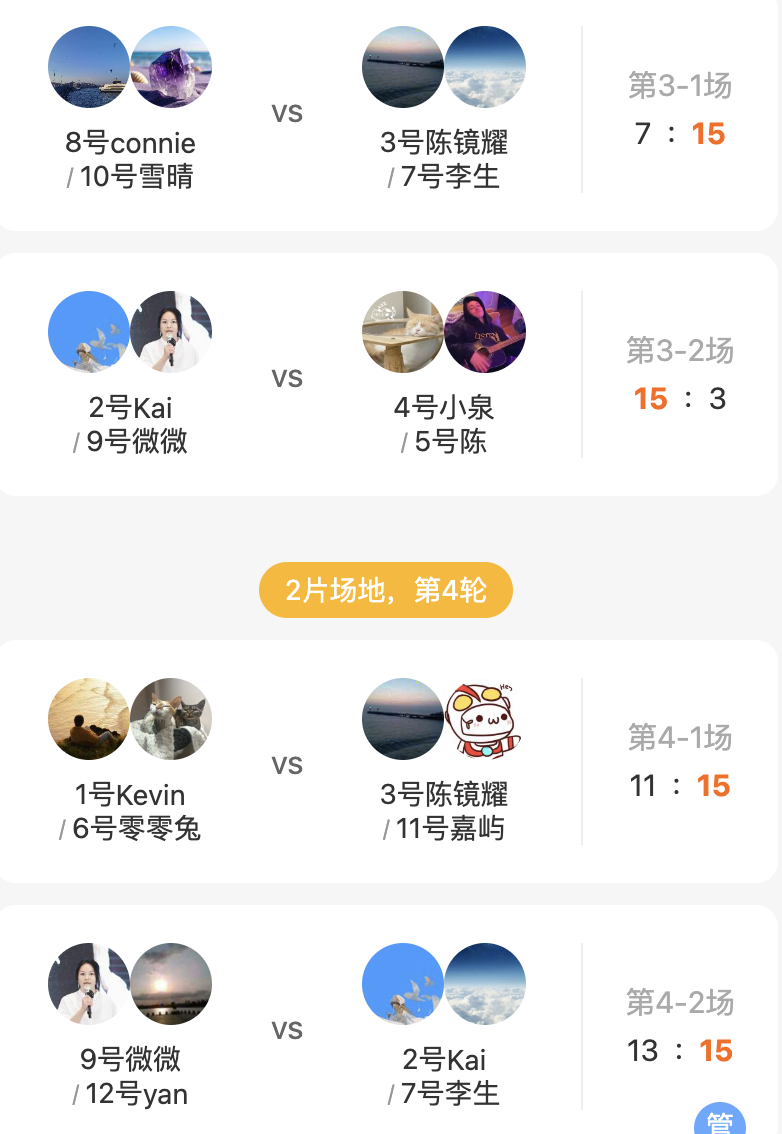 8号connie
/ 10号雪晴
VS
3号陈镜耀
/ 7号李生
第3-1场
7 : 15
2号Kai
/ 9号微微
VS
4号小泉
/ 5号陈
第3-2场
15 : 3
2片场地，第4轮
1号Kevin
/ 6号零零兔
VS
Hey
3号陈镜耀
/ 11号嘉屿
第4-1场
11 : 15
9号微微
/ 12号yan
VS
2号Kai
/ 7号李生
第4-2场
13 : 15
管